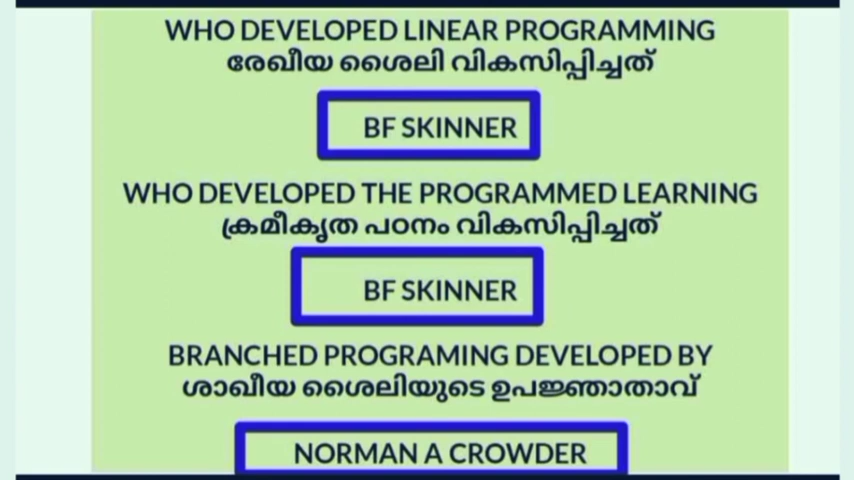 WHO DEVELOPED LINEAR PROGRAMMING
രേഖീയ ശൈലി വികസിപ്പിച്ചത്
BF SKINNER
WHO DEVELOPED THE PROGRAMMED LEARNING
ക്രമീകൃത പഠനം വികസിപ്പിച്ചത്
BF SKINNER
BRANCHED PROGRAMING DEVELOPED BY
ശാഖീയ ശൈലിയുടെ ഉപജ്ഞാതാവ്
NORMAN A CROWDER